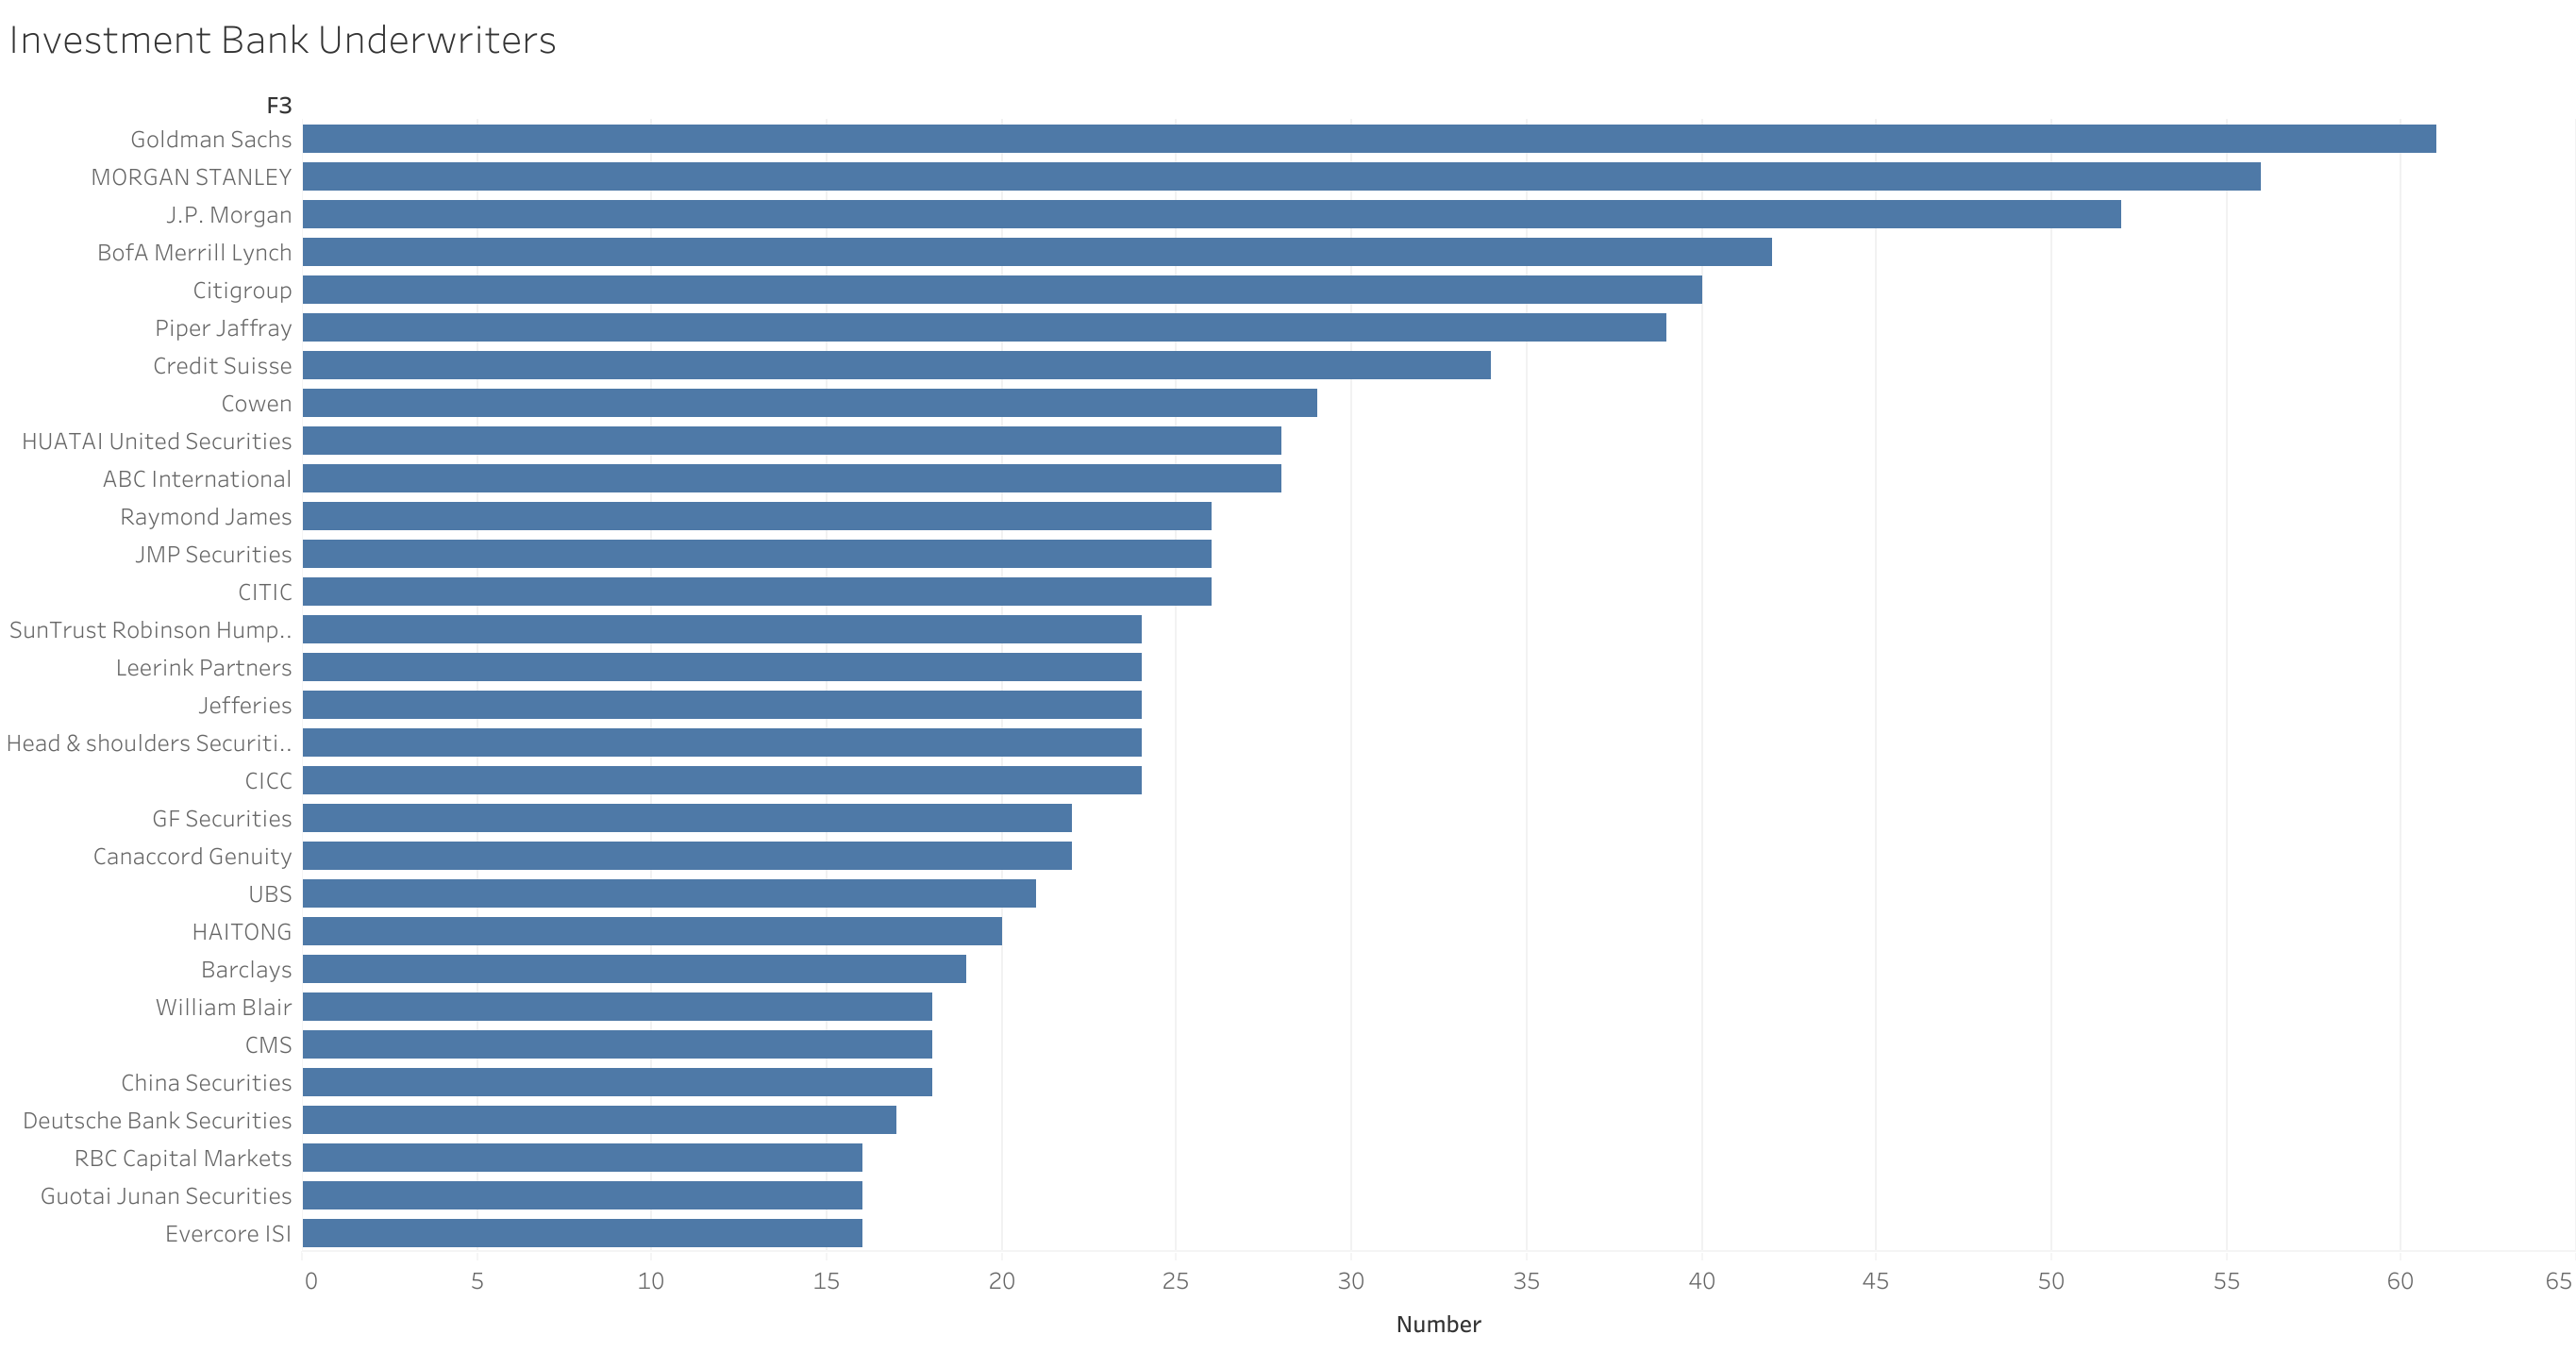 Investment Bank Underwriters
F3
Goldman Sachs
MORGAN STANLEY
J.P. Morgan
BofA Merrill Lynch
Citigroup
Piper Jaffray
Credit Suisse
Cowen
HUATAI United Securities
ABC International
Raymond James
JMP Securities
CITIC
SunTrust Robinson Hump..
Leerink Partners
Jefferies
Head & shoulders Securiti..
CICC
GF Securities
Canaccord Genuity
UBS
HAITONG
Barclays
William Blair
CMS
China Securities
Deutsche Bank Securities
RBC Capital Markets
Guotai Junan Securities
Evercore ISI
0 5 10 15 20 25 30 35 40 45 50 55 60 65
Number